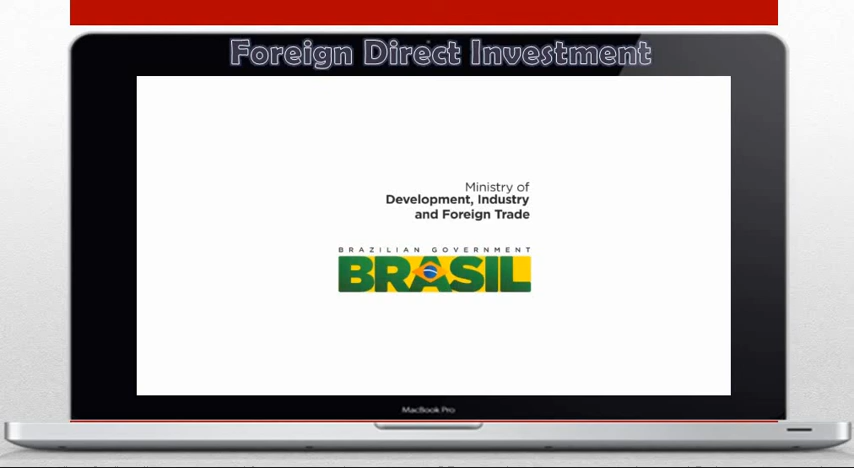 Foreign Direct Investment
Ministry of
Development, Industry
and Foreign Trade
BRAZILIAN GOVERNMENT
BRASIL
MacBook Pro